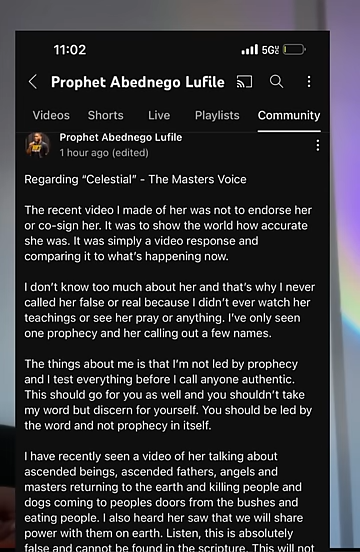 11:02
5GE
Prophet Abednego Lufile
Videos Shorts Live Playlists Community
Prophet Abednego Lufile
1 hour ago (edited)
Regarding “Celestial” - The Masters Voice
The recent video I made of her was not to endorse her
or co-sign her. It was to show the world how accurate
she was. It was simply a video response and
comparing it to what’s happening now.
I don’t know too much about her and that’s why I never
called her false or real because I didn’t ever watch her
teachings or see her pray or anything. I’ve only seen
one prophecy and her calling out a few names.
The things about me is that I’m not led by prophecy
and I test everything before I call anyone authentic.
This should go for you as well and you shouldn’t take
my word but discern for yourself. You should be led by
the word and not prophecy in itself.
I have recently seen a video of her talking about
ascended beings, ascended fathers, angels and
masters returning to the earth and killing people and
dogs coming to peoples doors from the bushes and
eating people. I also heard her saw that we will share
power with them on earth. Listen, this is absolutely
false and cannot be found in the scripture. This will not